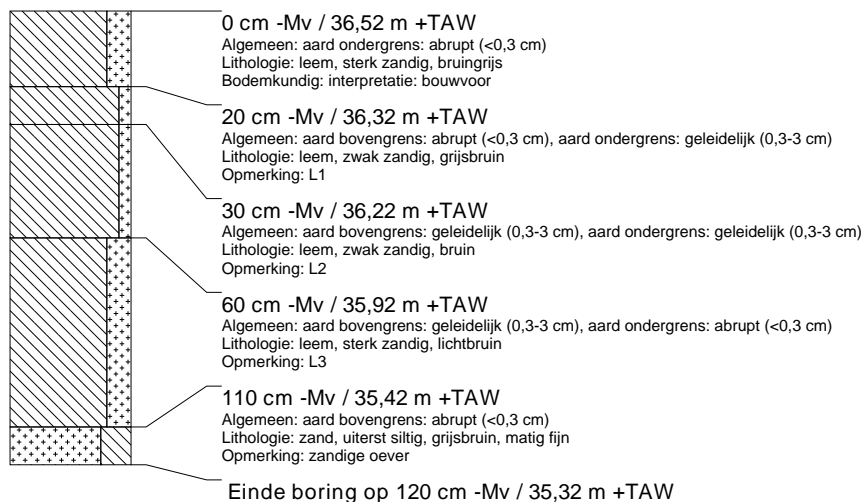 0 cm -Mv / 36,52 m +TAW
Algemeen: aard ondergrens: abrupt (<0,3 cm)
Lithologie: leem, sterk zandig, bruingrijs
Bodemkundig: interpretatie: bouwvoor
20 cm -Mv / 36,32 m +TAW
Algemeen: aard bovengrens: abrupt (<0,3 cm), aard ondergrens: geleidelijk (0,3-3 cm)
Lithologie: leem, zwak zandig, grijsbruin
Opmerking: L1
30 cm -Mv / 36,22 m +TAW
Algemeen: aard bovengrens: geleidelijk (0,3-3 cm), aard ondergrens: geleidelijk (0,3-3 cm)
Lithologie: leem, zwak zandig, bruin
Opmerking: L2
60 cm -Mv / 35,92 m +TAW
Algemeen: aard bovengrens: geleidelijk (0,3-3 cm), aard ondergrens: abrupt (<0,3 cm)
Lithologie: leem, sterk zandig, lichtbruin
Opmerking: L3
110 cm -Mv / 35,42 m +TAW
Algemeen: aard bovengrens: abrupt (<0,3 cm)
Lithologie: zand, uiterst siltig, grijsbruin, matig fijn
Opmerking: zandige oever
Einde boring op 120 cm -Mv / 35,32 m +TAW